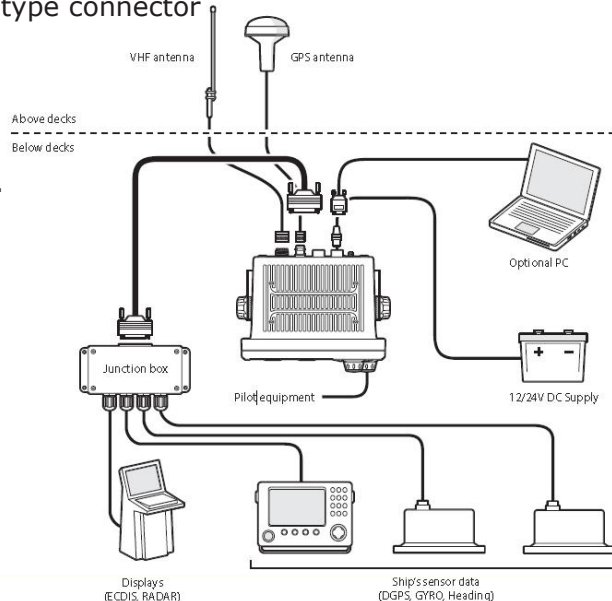 type connector
VHF antenna
GPS antenna
Above decks
Below decks
Optional PC
Junction box
+ −
Pilot equipment
12/24V DC Supply
Displays
(ECDIS, RADAR)
Ship's sensor data
(DGPS, GYRO, Heading)